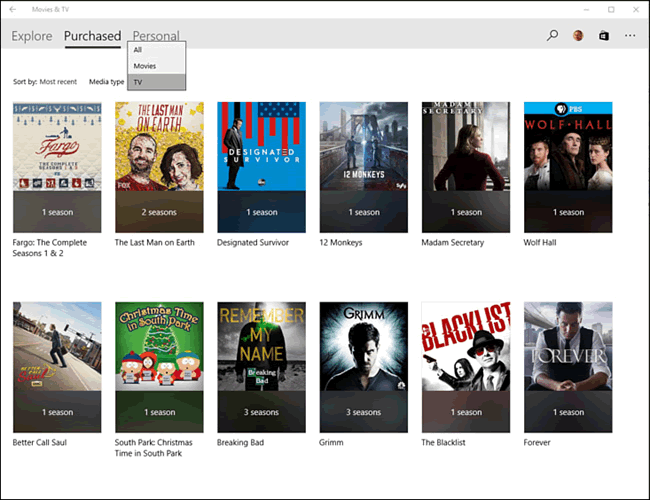 Movies & TV
Explore Purchased Personal
All
Movies
Sort by: Most recent Media type TV
Fargo
THE COMPLETE
SEASONS 1 & 2
1 season
THE LAST MAN
ON EARTH
FOX
2 seasons
DESIGNATED
SURVIVOR
abc
1 season
12 MONKEYS
Syfy
1 season
MADAM
SECRETARY
1 season
PBS
WOLF HALL
1 season
Fargo: The Complete
Seasons 1 & 2
The Last Man on Earth
Designated Survivor
12 Monkeys
Madam Secretary
Wolf Hall
BETTER CALL
Saul
amc
1 season
Christmas Time
in South Park
1 season
REMEMBER
MY
NAME
Breaking
Bad
3 seasons
GRIMM
3 seasons
THE
BLACKLIST
1 season
FOREVER
1 season
Better Call Saul
South Park: Christmas
Time in South Park
Breaking Bad
Grimm
The Blacklist
Forever